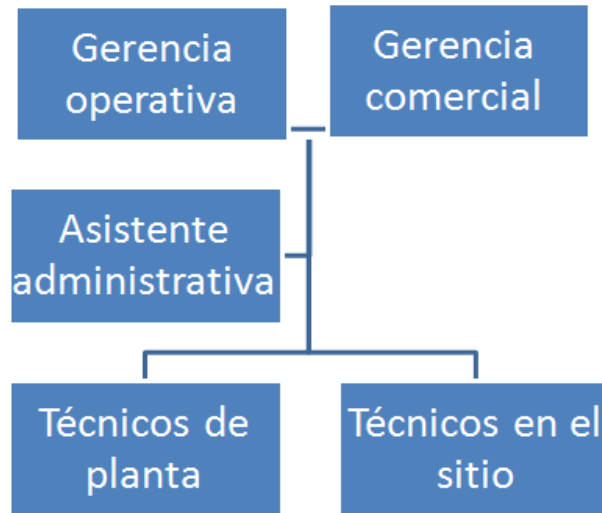 Gerencia
operativa
Gerencia
comercial
Asistente
administrativa
Técnicos de
planta
Técnicos en el
sitio